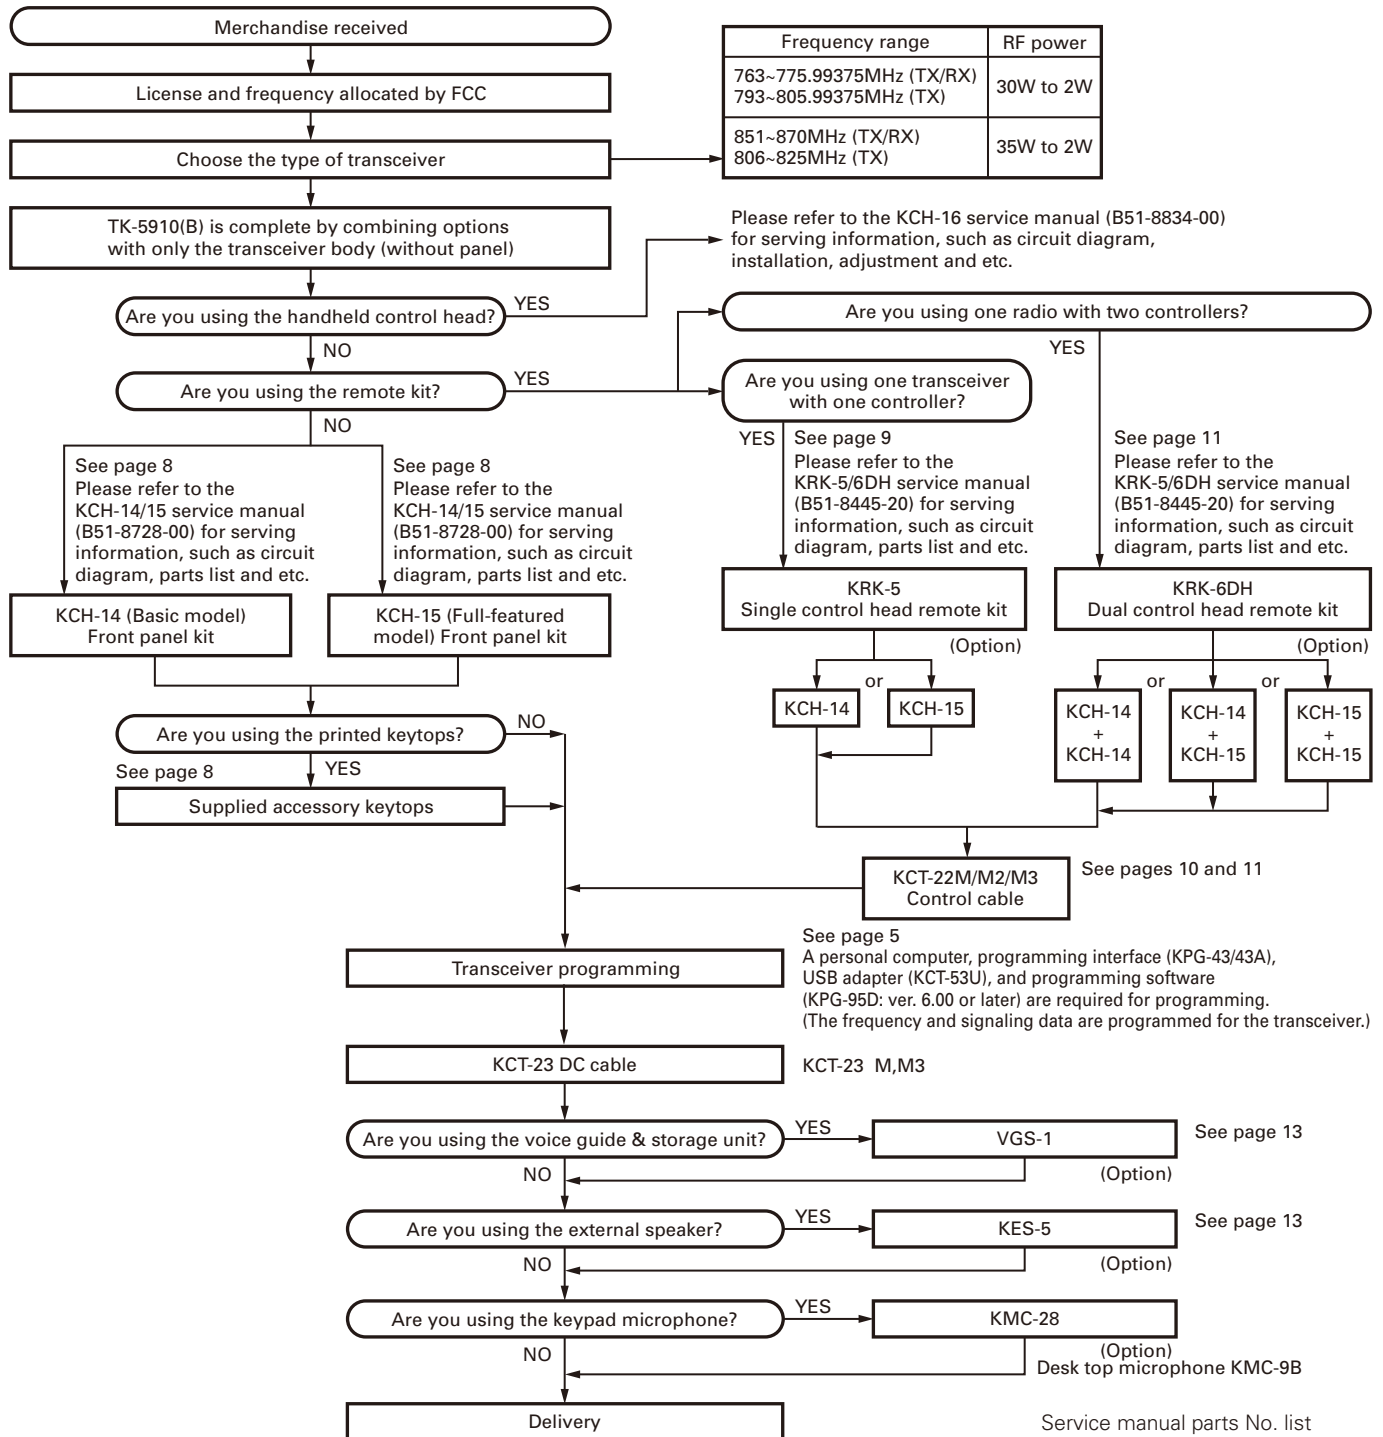 Merchandise received
License and frequency allocated by FCC
Choose the type of transceiver
Frequency range
RF power
763~775.99375MHz (TX/RX)
793~805.99375MHz (TX)
30W to 2W
851~870MHz (TX/RX)
806~825MHz (TX)
35W to 2W
TK-5910(B) is complete by combining options
with only the transceiver body (without panel)
Please refer to the KCH-16 service manual (B51-8834-00)
for serving information, such as circuit diagram,
installation, adjustment and etc.
Are you using the handheld control head?
YES
NO
Are you using one radio with two controllers?
YES
Are you using the remote kit?
YES
NO
Are you using one transceiver
with one controller?
YES
See page 8
Please refer to the
KCH-14/15 service manual
(B51-8728-00) for serving
information, such as circuit
diagram, parts list and etc.
See page 8
Please refer to the
KCH-14/15 service manual
(B51-8728-00) for serving
information, such as circuit
diagram, parts list and etc.
See page 9
Please refer to the
KRK-5/6DH service manual
(B51-8445-20) for serving
information, such as circuit
diagram, parts list and etc.
See page 11
Please refer to the
KRK-5/6DH service manual
(B51-8445-20) for serving
information, such as circuit
diagram, parts list and etc.
KCH-14 (Basic model)
Front panel kit
KCH-15 (Full-featured
model) Front panel kit
KRK-5
Single control head remote kit
(Option)
KRK-6DH
Dual control head remote kit
(Option)
KCH-14
or
KCH-15
KCH-14
+
KCH-14
or
KCH-14
+
KCH-15
or
KCH-15
+
KCH-15
Are you using the printed keytops?
NO
YES
See page 8
Supplied accessory keytops
KCT-22M/M2/M3
Control cable
See pages 10 and 11
Transceiver programming
See page 5
A personal computer, programming interface (KPG-43/43A),
USB adapter (KCT-53U), and programming software
(KPG-95D: ver. 6.00 or later) are required for programming.
(The frequency and signaling data are programmed for the transceiver.)
KCT-23 DC cable
KCT-23 M,M3
Are you using the voice guide & storage unit?
YES
VGS-1
See page 13
NO
(Option)
Are you using the external speaker?
YES
KES-5
See page 13
NO
(Option)
Are you using the keypad microphone?
YES
KMC-28
NO
(Option)
Desk top microphone KMC-9B
Delivery
Service manual parts No. list